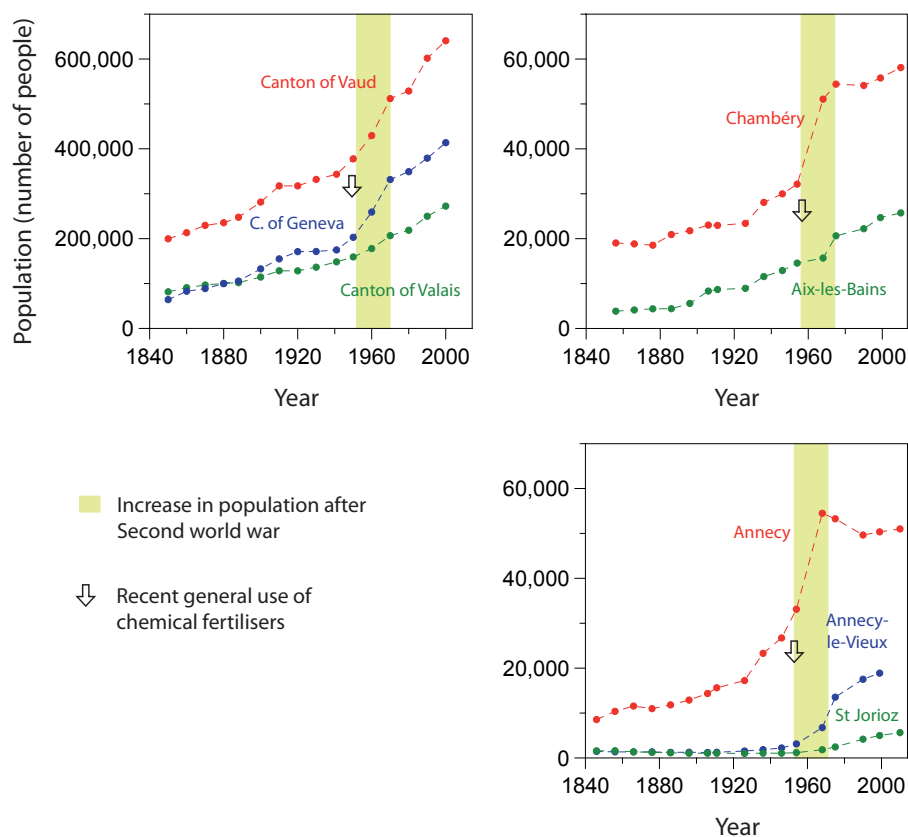 Population (number of people)
600,000
400,000
200,000
0
Canton of Vaud
C. of Geneva
Canton of Valais
1840
1880
1920
1960
2000
Year
60,000
40,000
20,000
0
Chambéry
Aix-les-Bains
1840
1880
1920
1960
2000
Year
Increase in population after
Second world war
Recent general use of
chemical fertilisers
60,000
40,000
20,000
0
Annecy
Annecy-
le-Vieux
St Jorioz
1840
1880
1920
1960
2000
Year